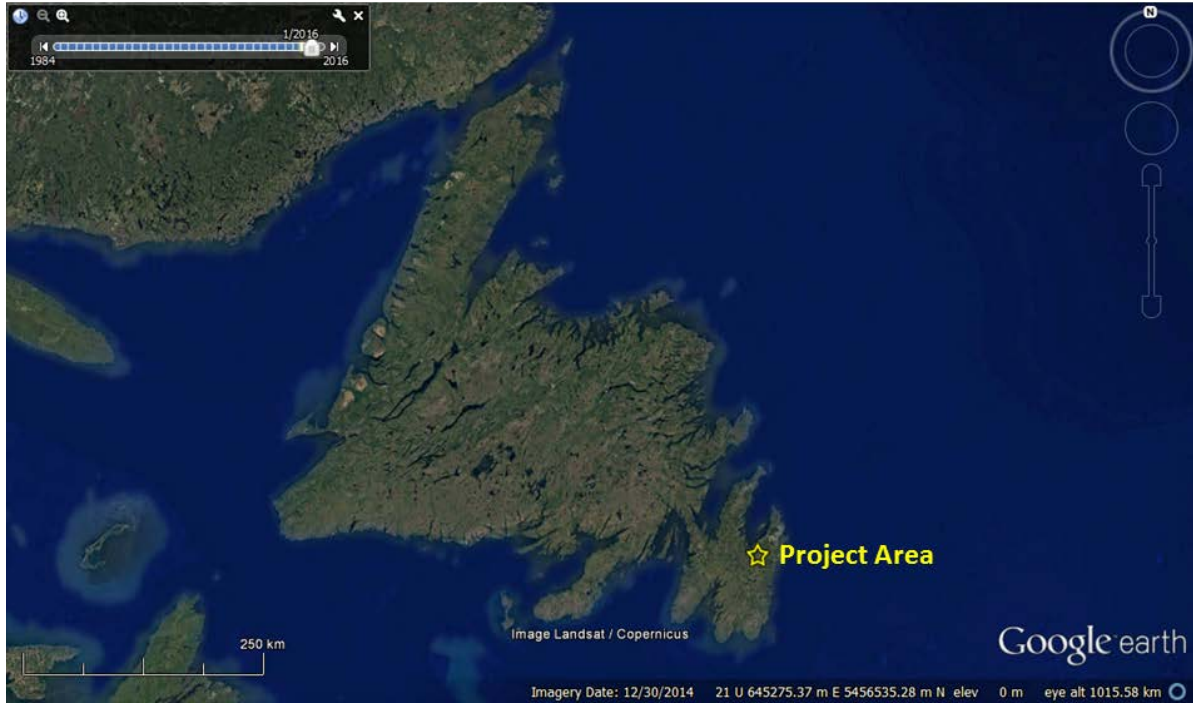 N
1/2016
1984 2016
Project Area
Image Landsat / Copernicus
250 km
Google earth
Imagery Date: 12/30/2014 21 U 645275.37 m E 5456535.28 m N elev 0 m eye alt 1015.58 km